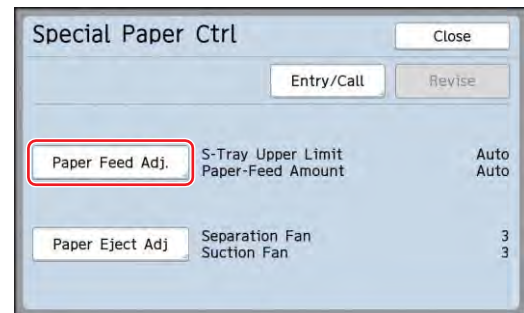 Special Paper Ctrl Close
Entry/Call Revise
Paper Feed Adj. S-Tray Upper Limit Auto
Paper-Feed Amount Auto
Paper Eject Adj Separation Fan 3
Suction Fan 3